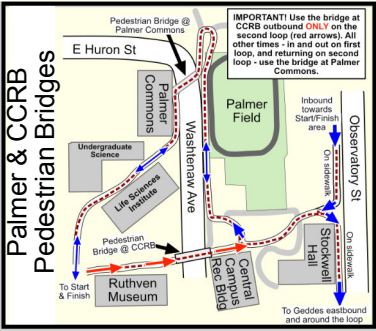 Palmer & CCRB
Pedestrian Bridges
Pedestrian Bridge @
Palmer Commons
IMPORTANT! Use the bridge at
CCRB outbound ONLY on the
second loop (red arrows). All
other times - in and out on first
loop, and returning on second
loop - use the bridge at Palmer
Commons.
E Huron St
Palmer
Commons
Palmer
Field
Inbound
towards
Start/Finish
area
Observatory St
On sidewalk
Undergraduate
Science
Life Sciences
Institute
Washtenaw Ave
Pedestrian
Bridge @ CCRB
Central
Campus
Rec Bldg
Stockwell
Hall
On sidewalk
To Start
& Finish
Ruthven
Museum
To Geddes eastbound
and around the loop